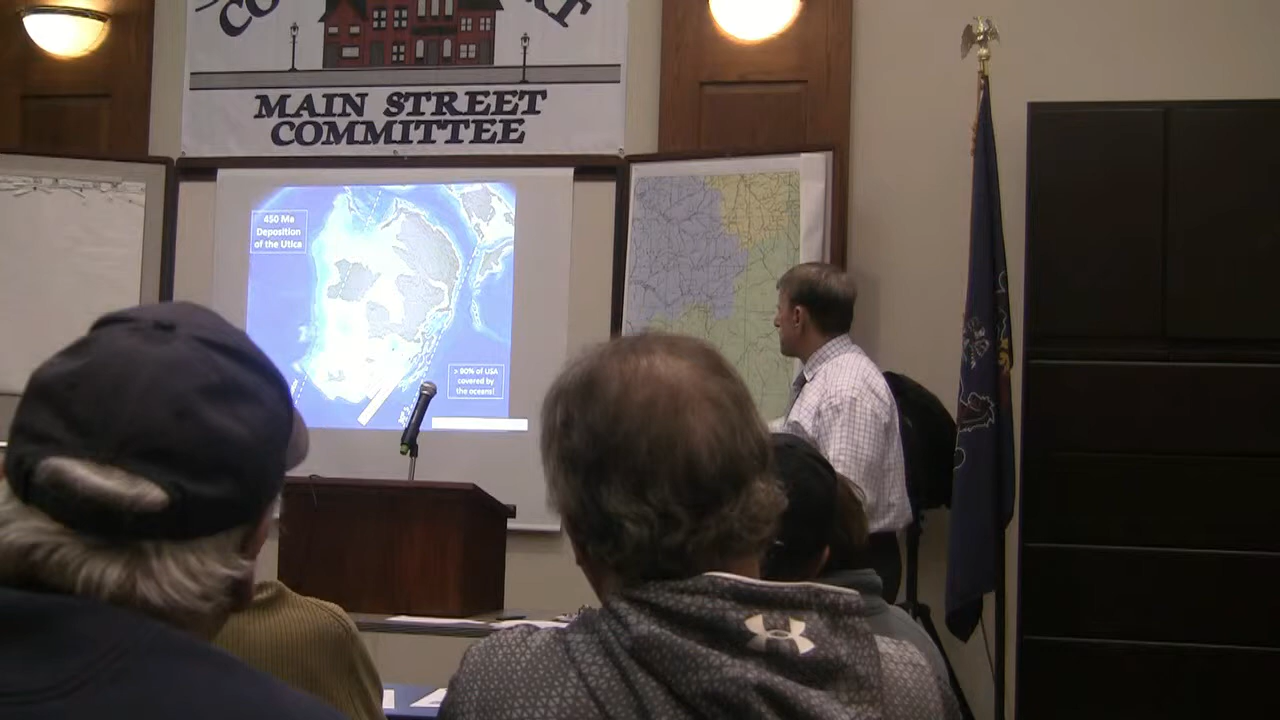 MAIN STREET
COMMITTEE
450 Ma
Deposition
of the Utica
> 80% of USA
covered by
the oceans!